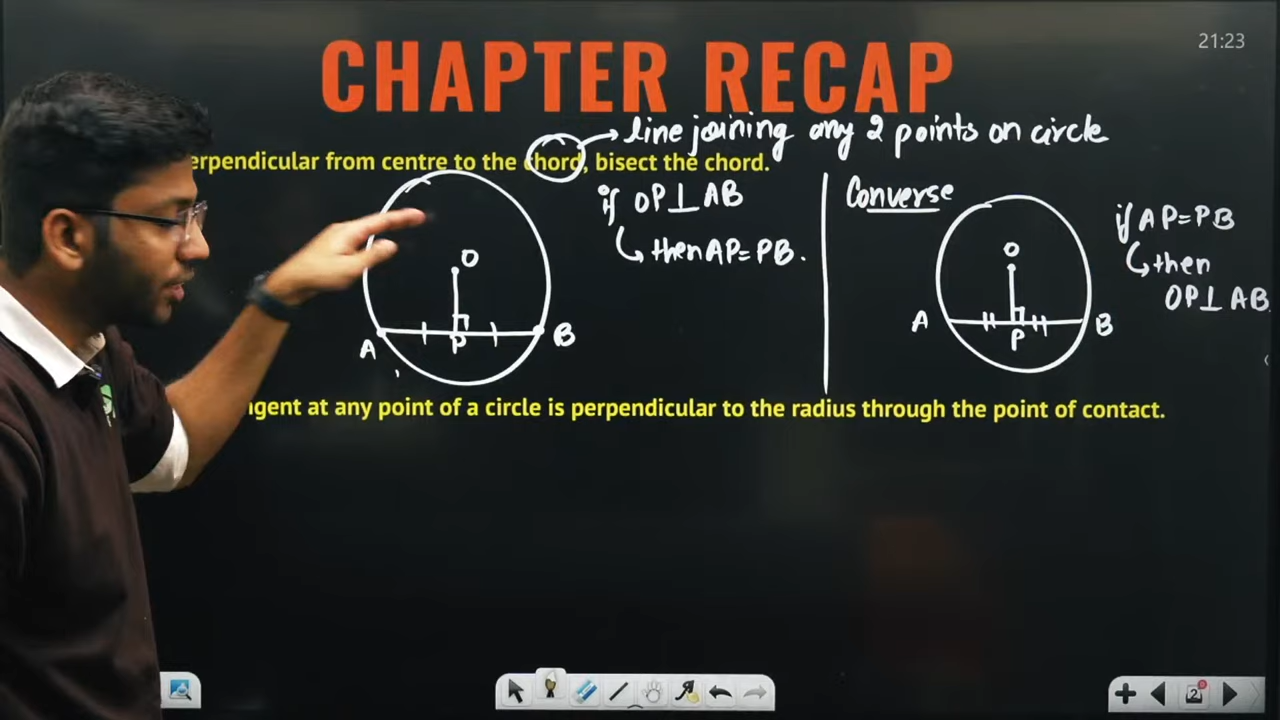 21:23
CHAPTER RECAP
line joining any 2 points on circle
erpendicular from centre to the chord, bisect the chord.
if OP⊥AB
then AP=PB.
Converse
if AP=PB
then
OP⊥AB
O
A
P
B
O
A
P
B
ngent at any point of a circle is perpendicular to the radius through the point of contact.
2